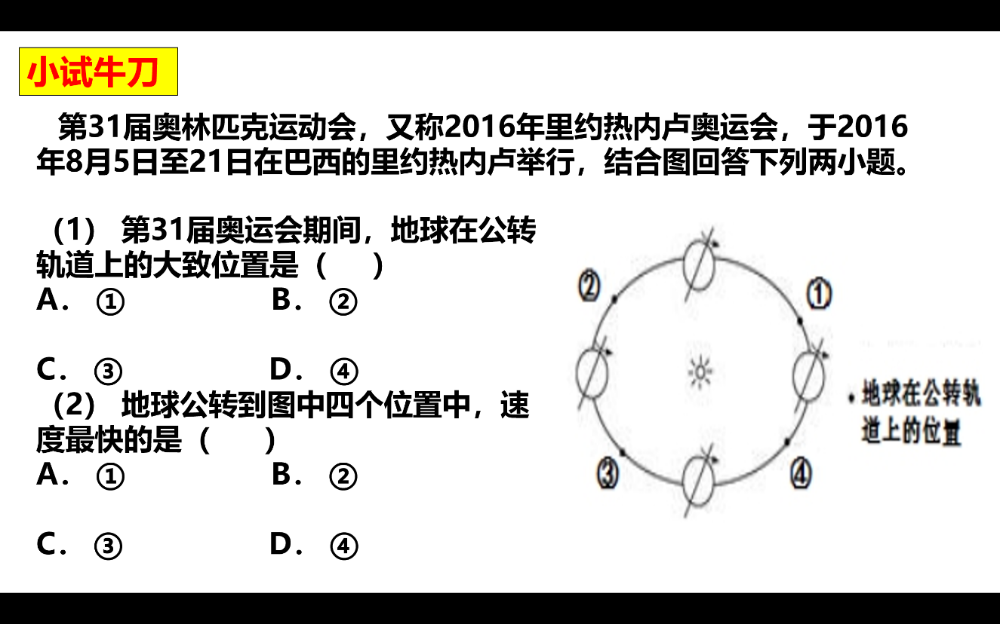 小试牛刀
第31届奥林匹克运动会，又称2016年里约热内卢奥运会，于2016
年8月5日至21日在巴西的里约热内卢举行，结合图回答下列两小题。
（1） 第31届奥运会期间，地球在公转
轨道上的大致位置是（ ）
A． ① B． ②
C． ③ D． ④
（2） 地球公转到图中四个位置中，速
度最快的是（ ）
A． ① B． ②
C． ③ D． ④
②
①
③
④
·地球在公转轨
道上的位置